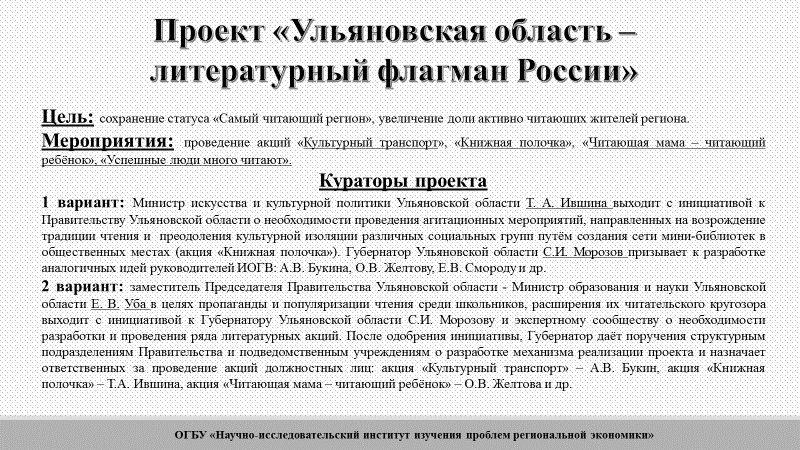 Проект «Ульяновская область –
литературный флагман России»
Цель: сохранение статуса «Самый читающий регион», увеличение доли активно читающих жителей региона.
Мероприятия: проведение акций «Культурный транспорт», «Книжная полочка», «Читающая мама – читающий
ребёнок», «Успешные люди много читают».
Кураторы проекта
1 вариант: Министр искусства и культурной политики Ульяновской области Т. А. Ившина выходит с инициативой к
Правительству Ульяновской области о необходимости проведения агитационных мероприятий, направленных на возрождение
традиции чтения и преодоления культурной изоляции различных социальных групп путём создания сети мини-библиотек в
общественных местах (акция «Книжная полочка»). Губернатор Ульяновской области С.И. Морозов призывает к разработке
аналогичных идей руководителей ИОГВ: А.В. Букина, О.В. Желтову, Е.В. Смороду и др.
2 вариант: заместитель Председателя Правительства Ульяновской области - Министр образования и науки Ульяновской
области Е. В. Уба в целях пропаганды и популяризации чтения среди школьников, расширения их читательского кругозора
выходит с инициативой к Губернатору Ульяновской области С.И. Морозову и экспертному сообществу о необходимости
разработки и проведения ряда литературных акций. После одобрения инициативы, Губернатор даёт поручения структурным
подразделениям Правительства и подведомственным учреждениям о разработке механизма реализации проекта и назначает
ответственных за проведение акций должностных лиц: акция «Культурный транспорт» – А.В. Букин, акция «Книжная
полочка» – Т.А. Ившина, акция «Читающая мама – читающий ребёнок» – О.В. Желтова и др.
ОГБУ «Научно-исследовательский институт изучения проблем региональной экономики»